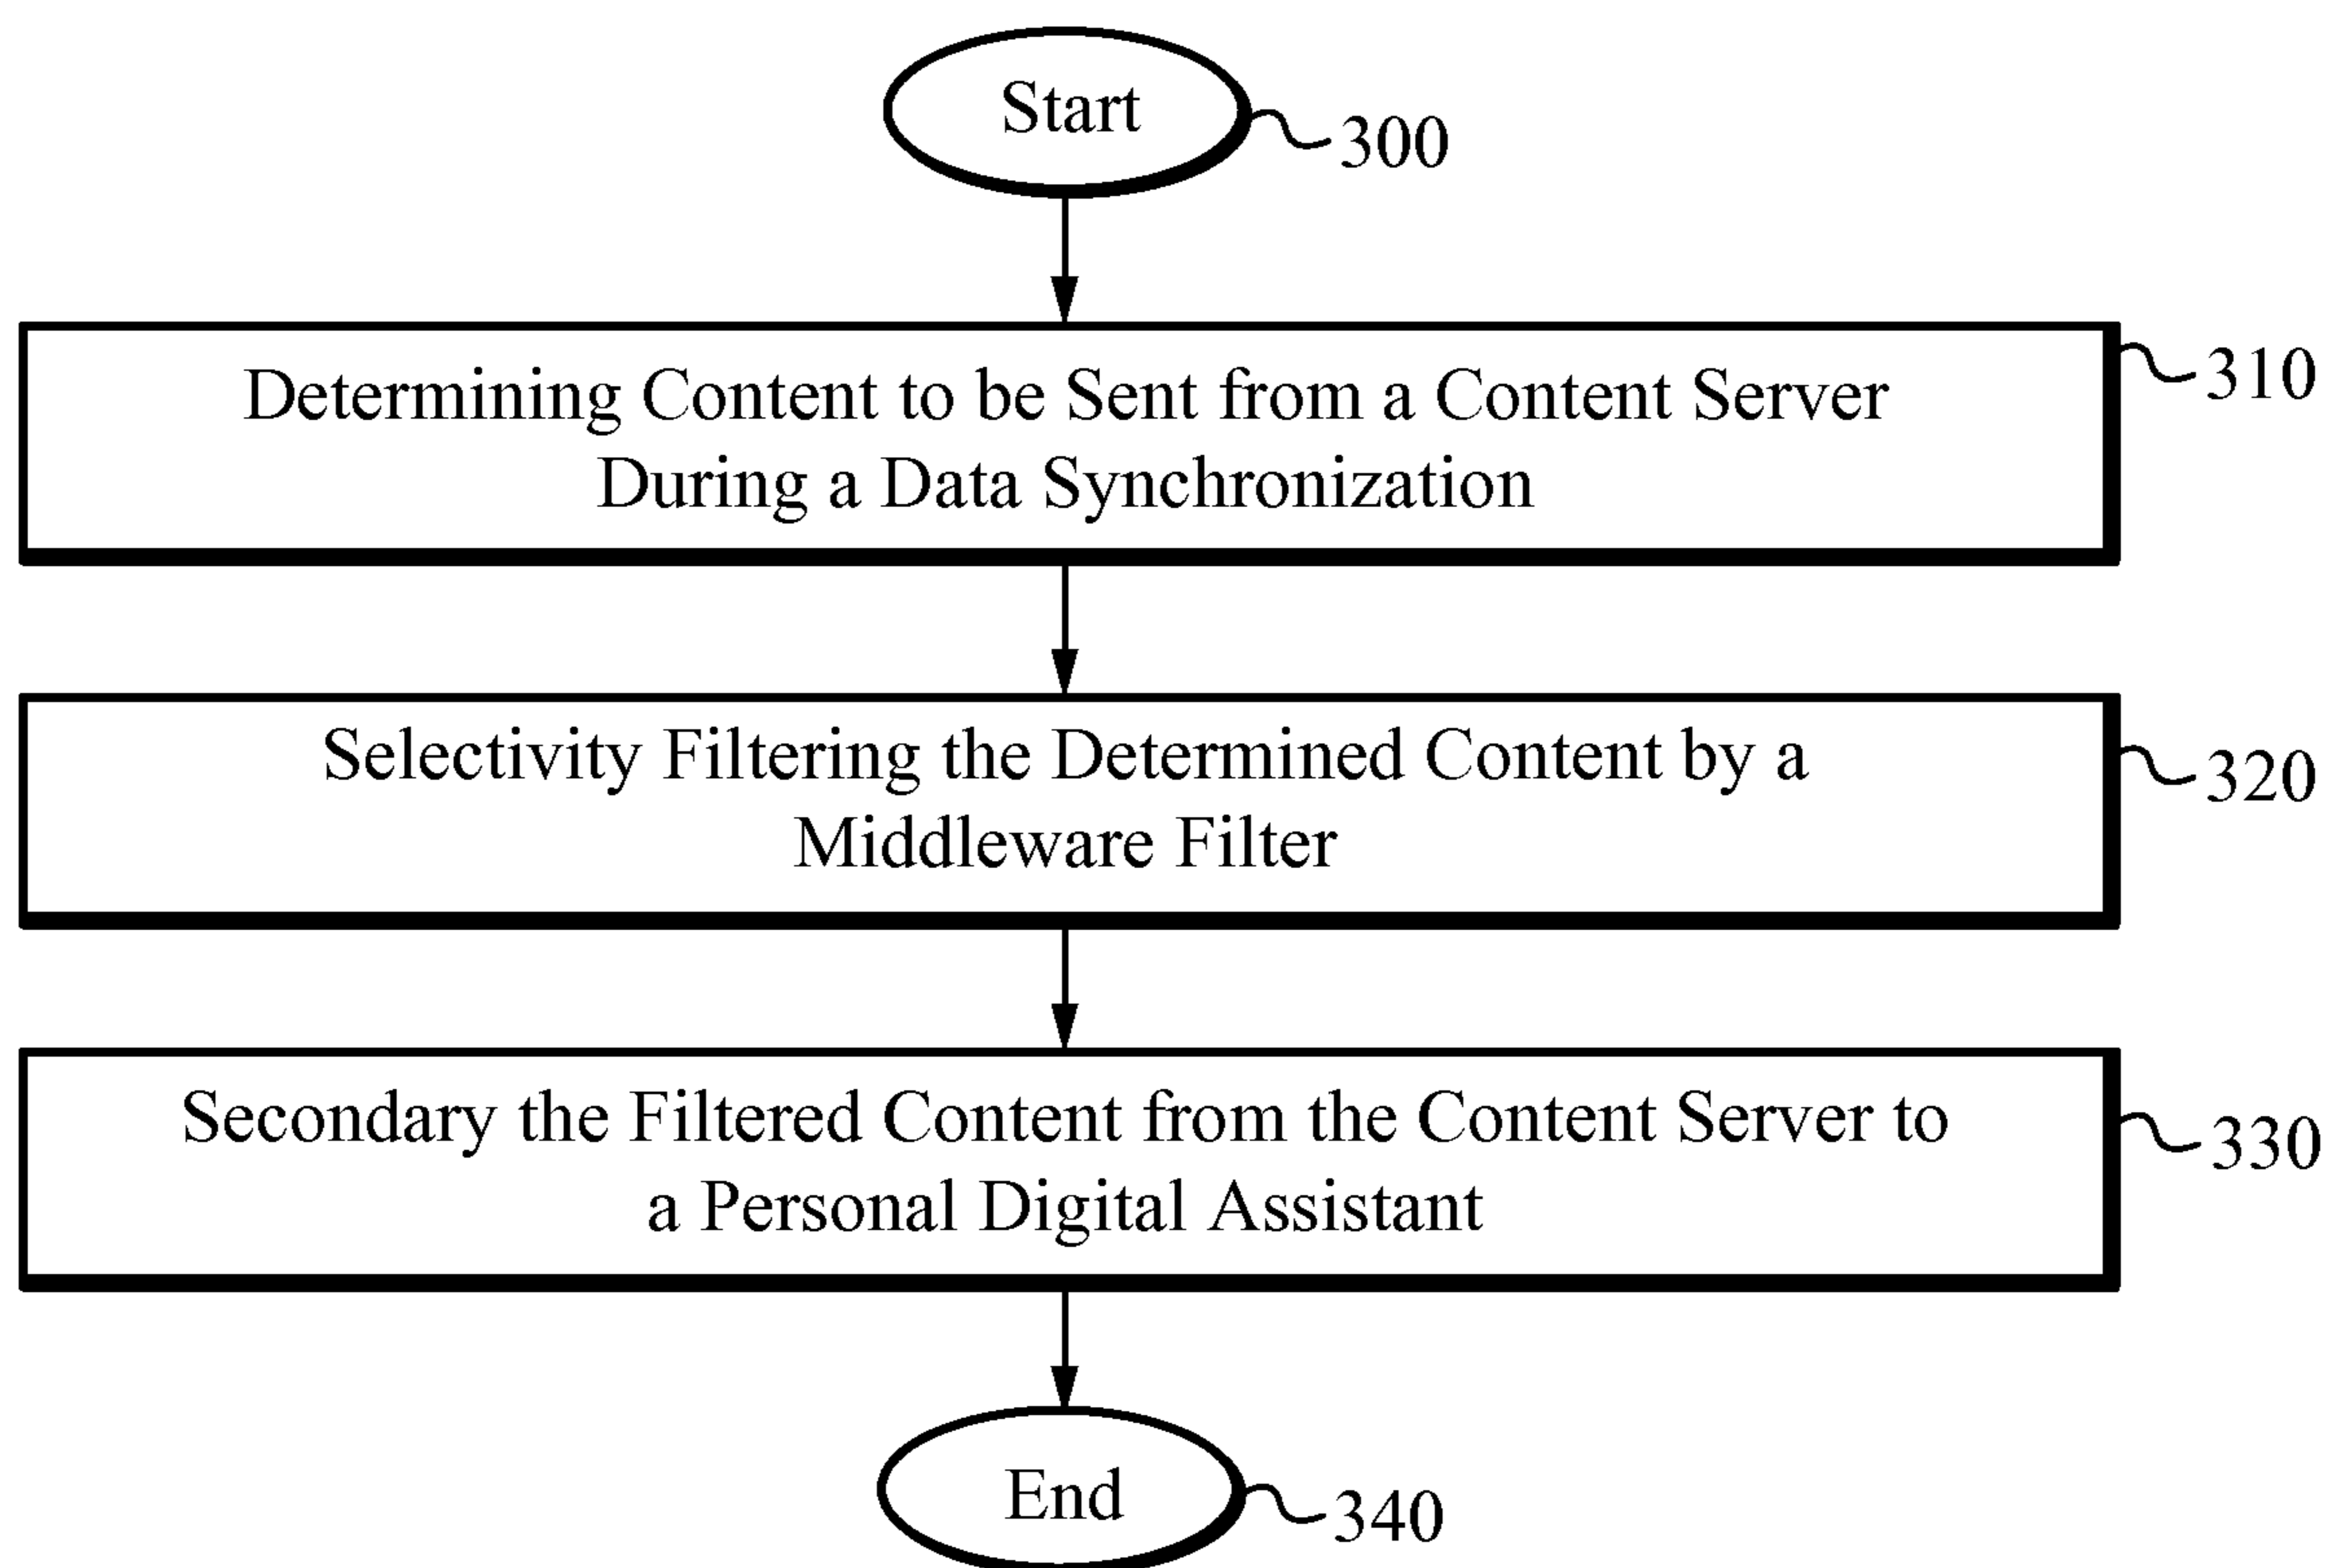 Start
300
Determining Content to be Sent from a Content Server
During a Data Synchronization
310
Selectivity Filtering the Determined Content by a
Middleware Filter
320
Secondary the Filtered Content from the Content Server to
a Personal Digital Assistant
330
End
340